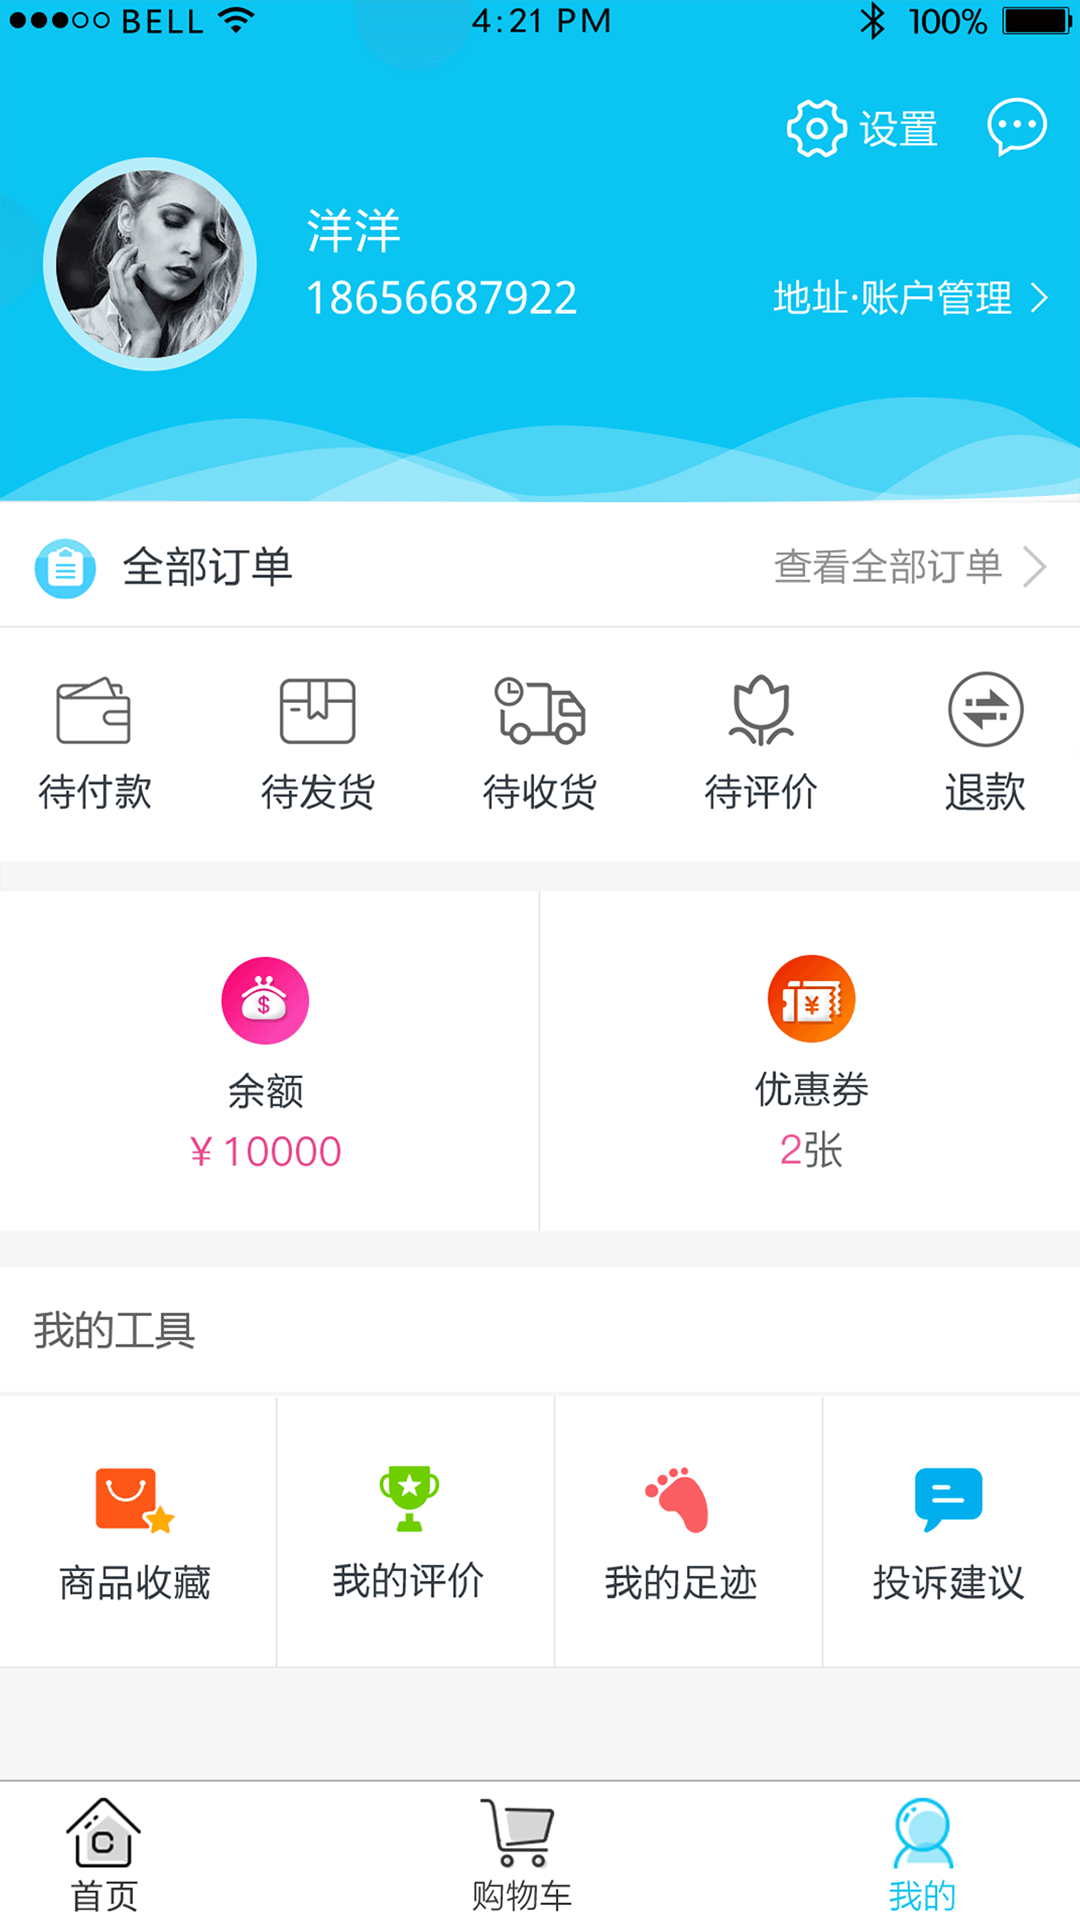 BELL 4:21 PM 100%
设置
洋洋
18656687922
地址·账户管理
全部订单 查看全部订单
待付款 待发货 待收货 待评价 退款
余额 优惠券
¥10000 2张
我的工具
商品收藏 我的评价 我的足迹 投诉建议
首页 购物车 我的